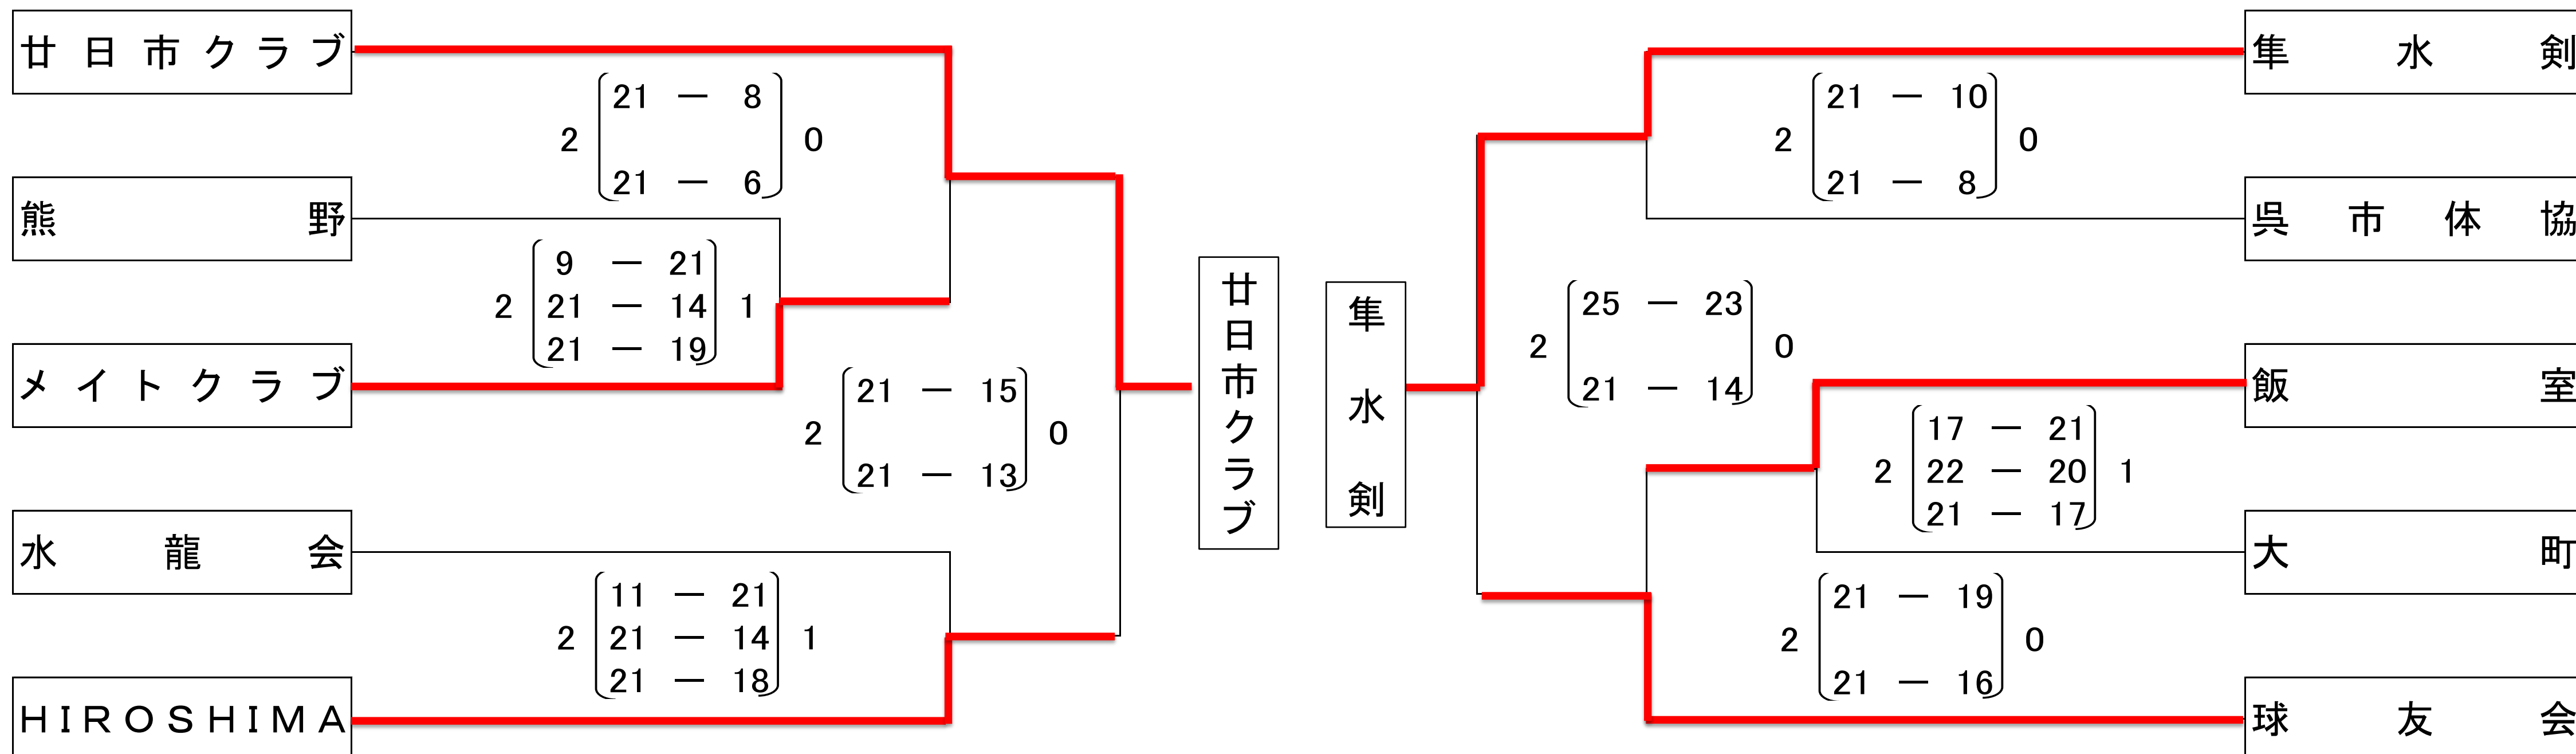 廿日市クラブ
21 － 8
2 0
21 － 6
熊野
9 － 21
2 21 － 14 1
21 － 19
メイトクラブ
21 － 15
2 0
21 － 13
水龍会
11 － 21
2 21 － 14 1
21 － 18
HIROSHIMA
廿日市クラブ
隼水剣
隼水剣
21 － 10
2 0
21 － 8
呉市体協
25 － 23
2 0
21 － 14
飯室
17 － 21
2 22 － 20 1
21 － 17
大町
21 － 19
2 0
21 － 16
球友会